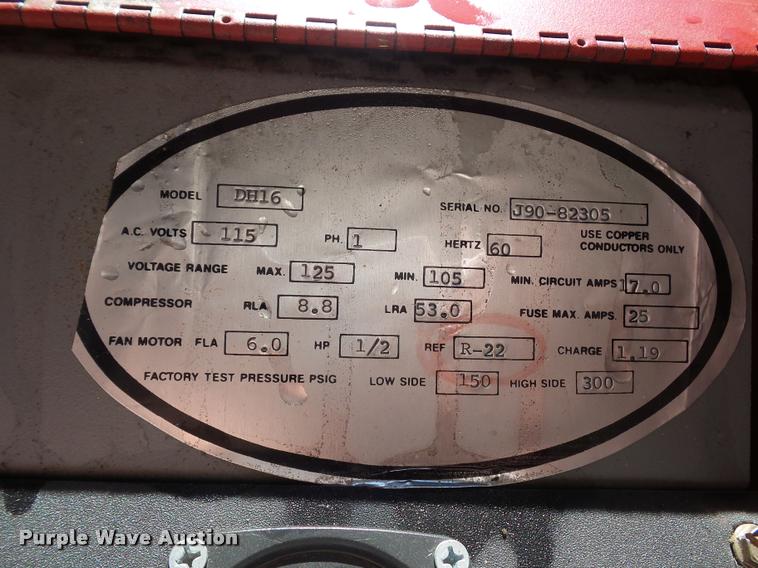 MODEL DH16 SERIAL NO. J90-82305
A.C. VOLTS 115 PH. 1 HERTZ 60 USE COPPER
CONDUCTORS ONLY
VOLTAGE RANGE MAX. 125 MIN. 105 MIN. CIRCUIT AMPS 17.0
COMPRESSOR RLA 8.8 LRA 53.0 FUSE MAX. AMPS. 25
FAN MOTOR FLA 6.0 HP 1/2 REF R-22 CHARGE 1.19
FACTORY TEST PRESSURE PSIG LOW SIDE 150 HIGH SIDE 300
Purple Wave Auction